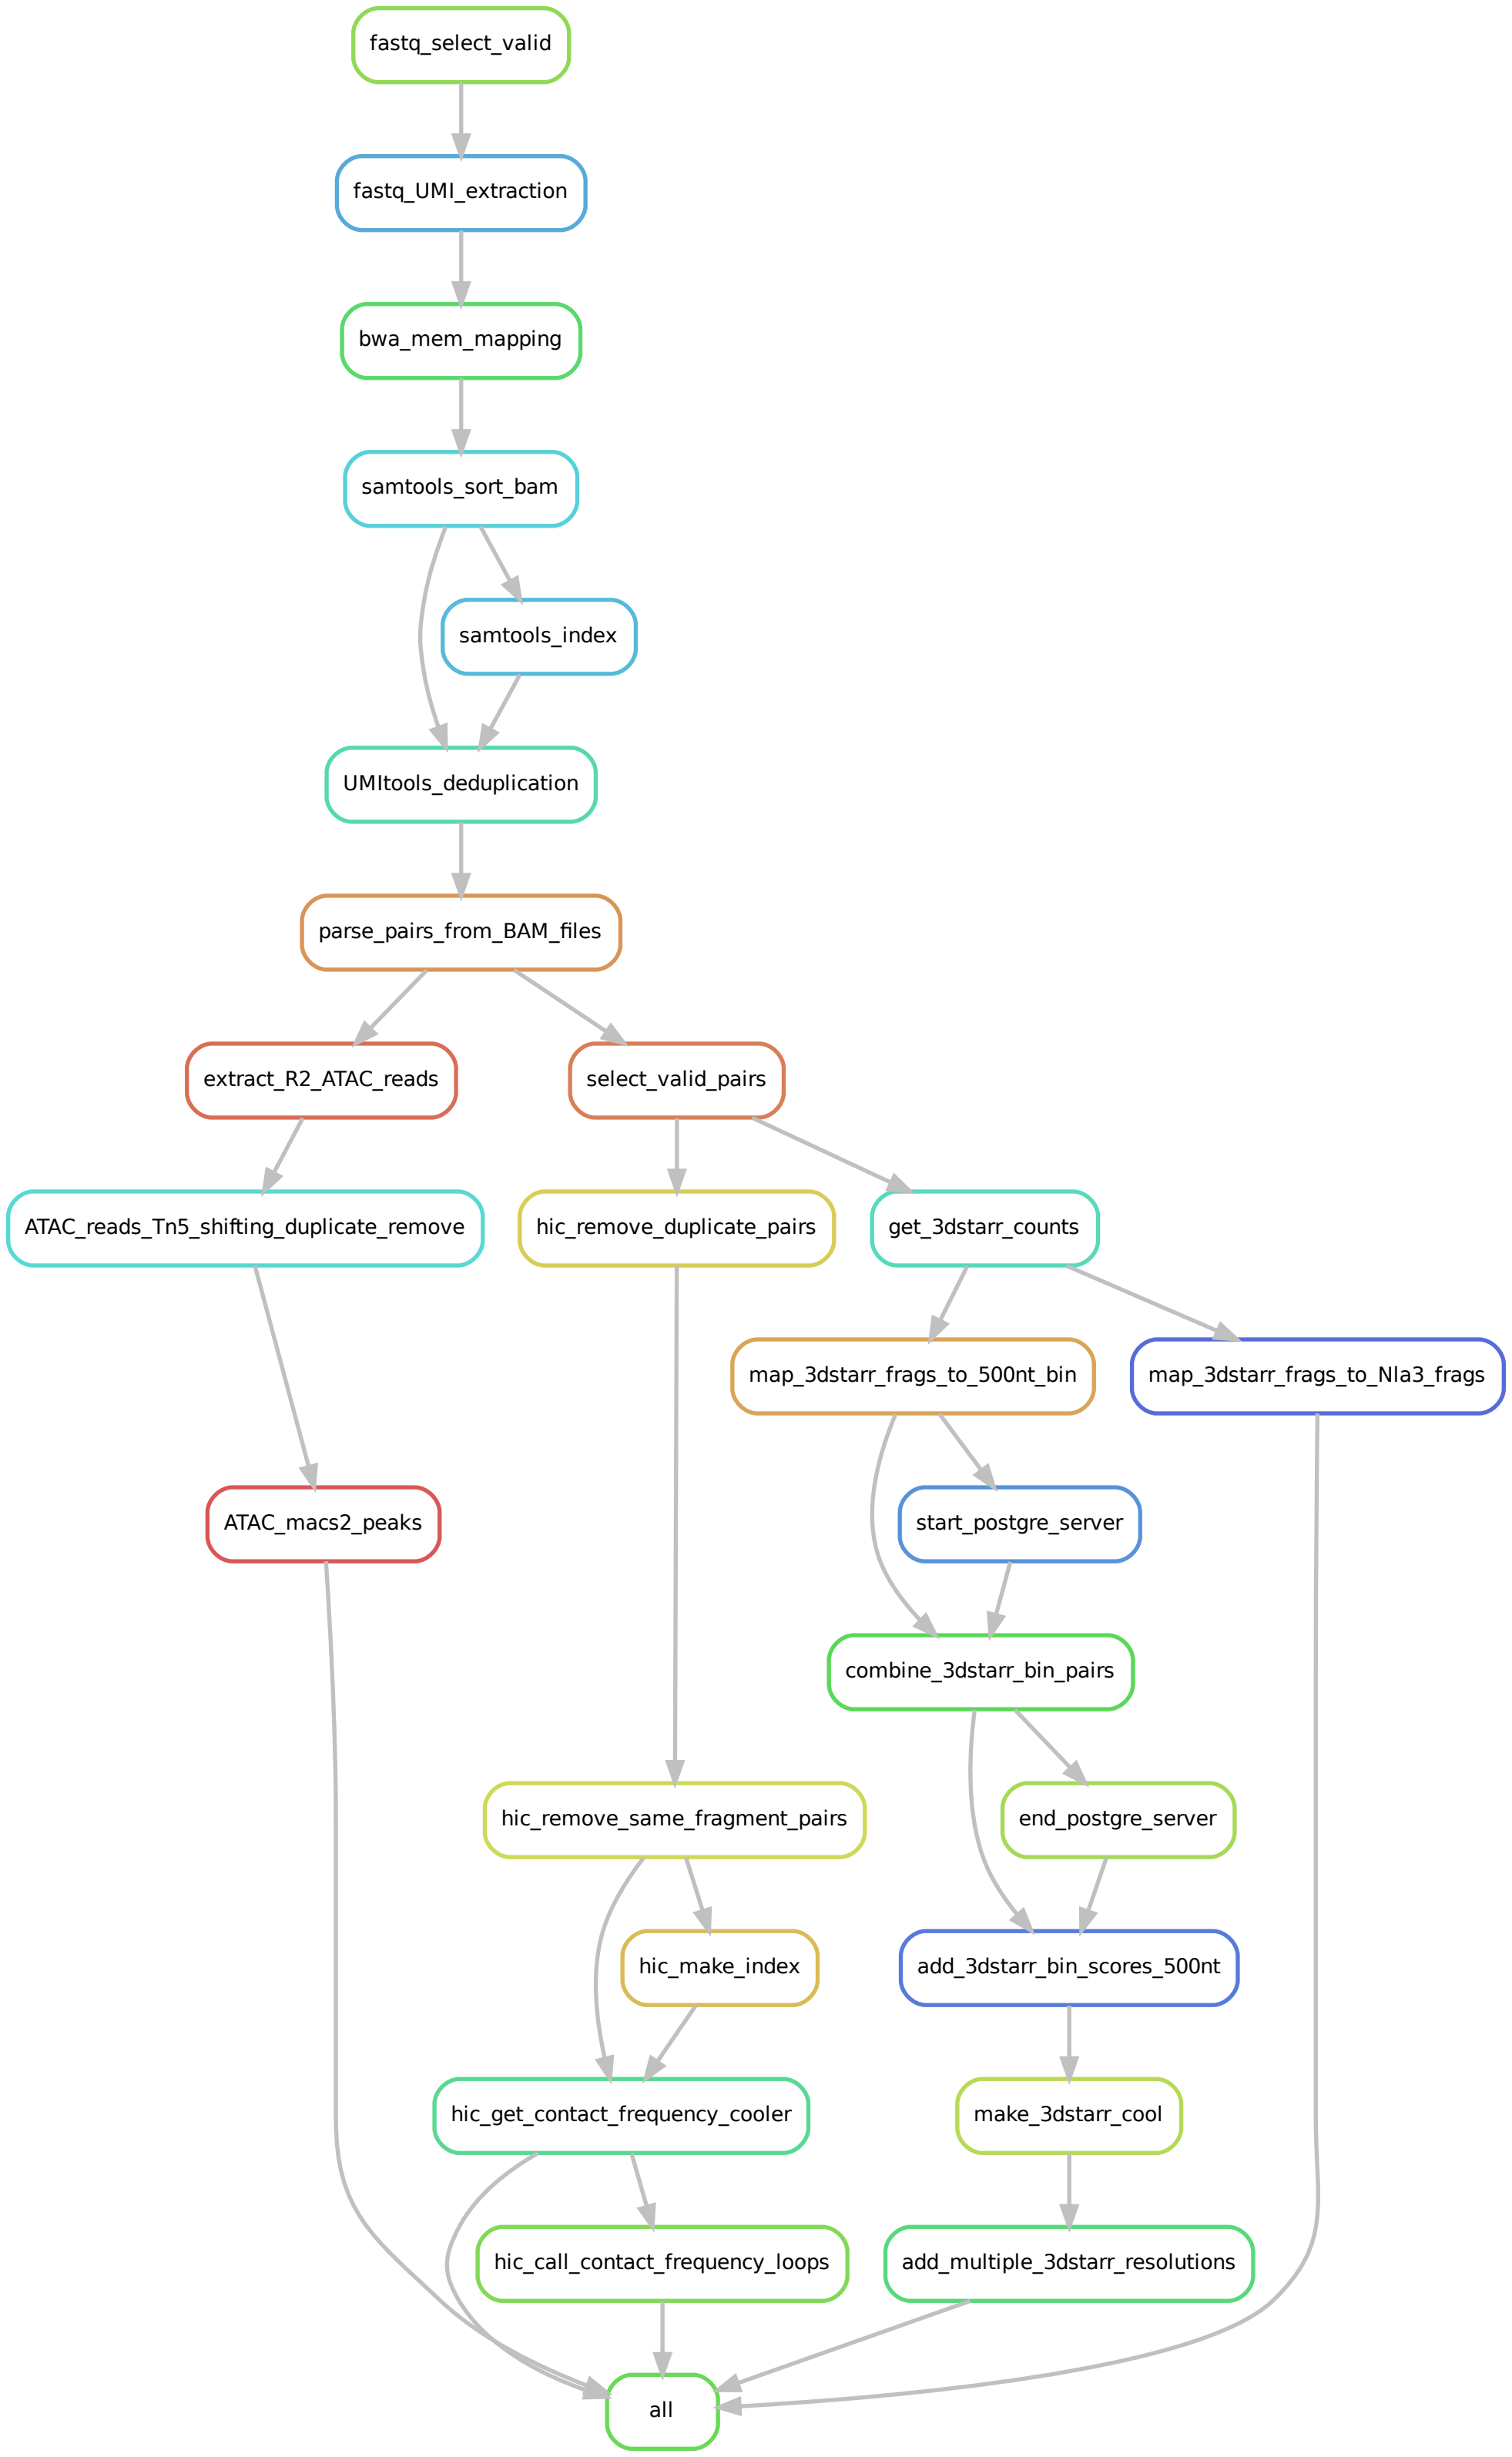 fastq_select_valid
fastq_UMI_extraction
bwa_mem_mapping
samtools_sort_bam
samtools_index
UMItools_deduplication
parse_pairs_from_BAM_files
extract_R2_ATAC_reads
select_valid_pairs
ATAC_reads_Tn5_shifting_duplicate_remove
hic_remove_duplicate_pairs
get_3dstarr_counts
map_3dstarr_frags_to_500nt_bin
map_3dstarr_frags_to_Nla3_frags
ATAC_macs2_peaks
start_postgre_server
combine_3dstarr_bin_pairs
hic_remove_same_fragment_pairs
end_postgre_server
hic_make_index
add_3dstarr_bin_scores_500nt
hic_get_contact_frequency_cooler
make_3dstarr_cool
hic_call_contact_frequency_loops
add_multiple_3dstarr_resolutions
all